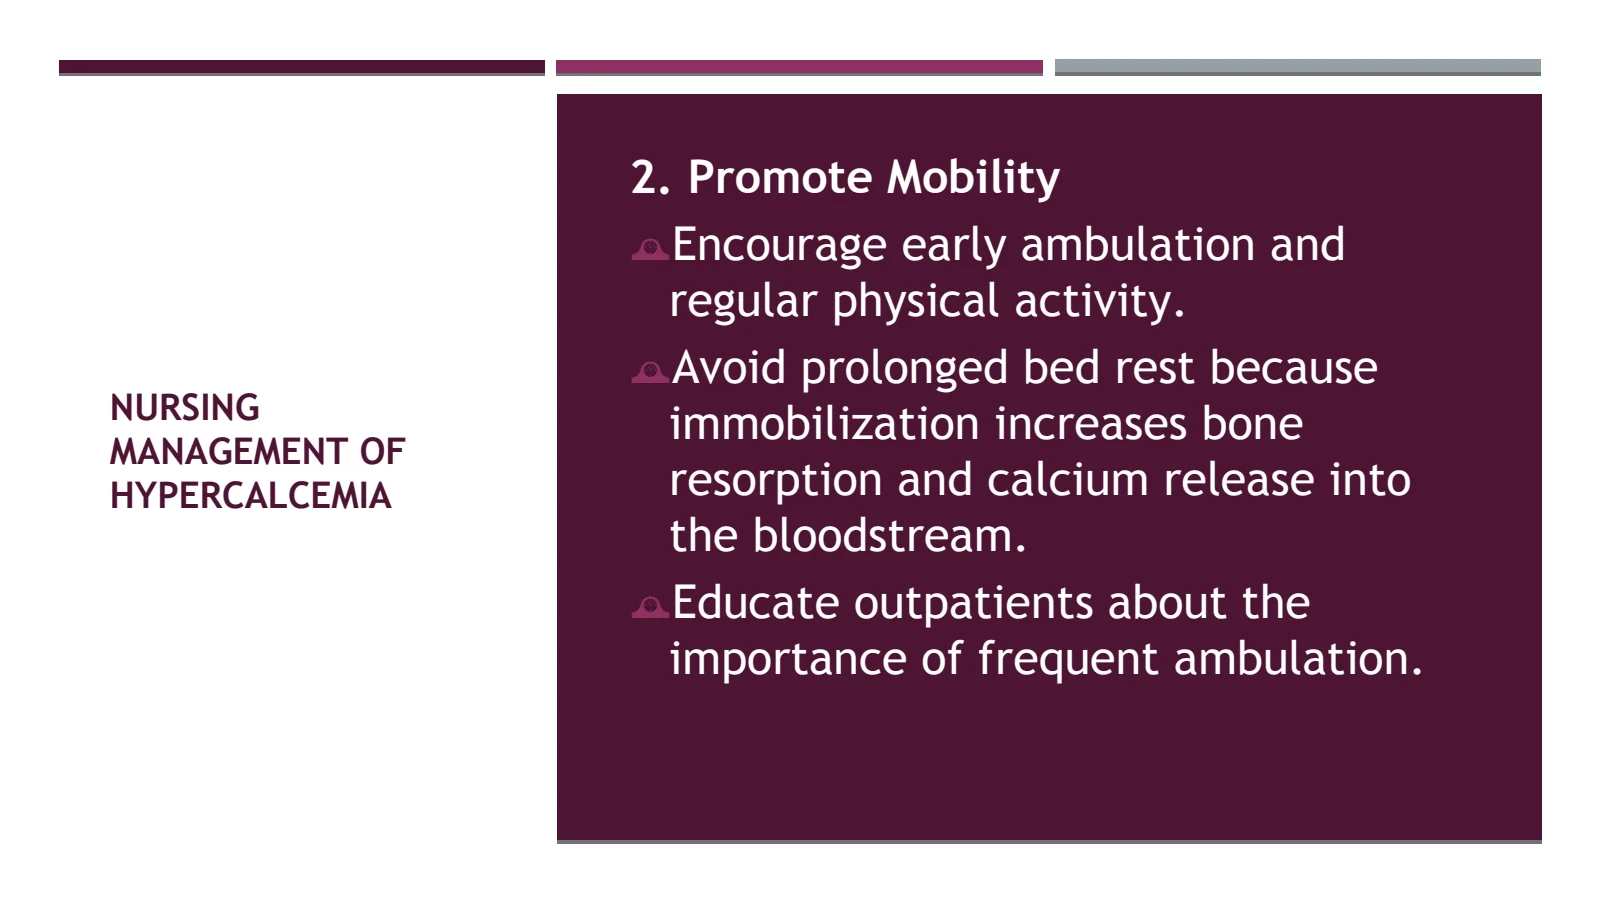 NURSING
MANAGEMENT OF
HYPERCALCEMIA
2. Promote Mobility
Encourage early ambulation and
regular physical activity.
Avoid prolonged bed rest because
immobilization increases bone
resorption and calcium release into
the bloodstream.
Educate outpatients about the
importance of frequent ambulation.